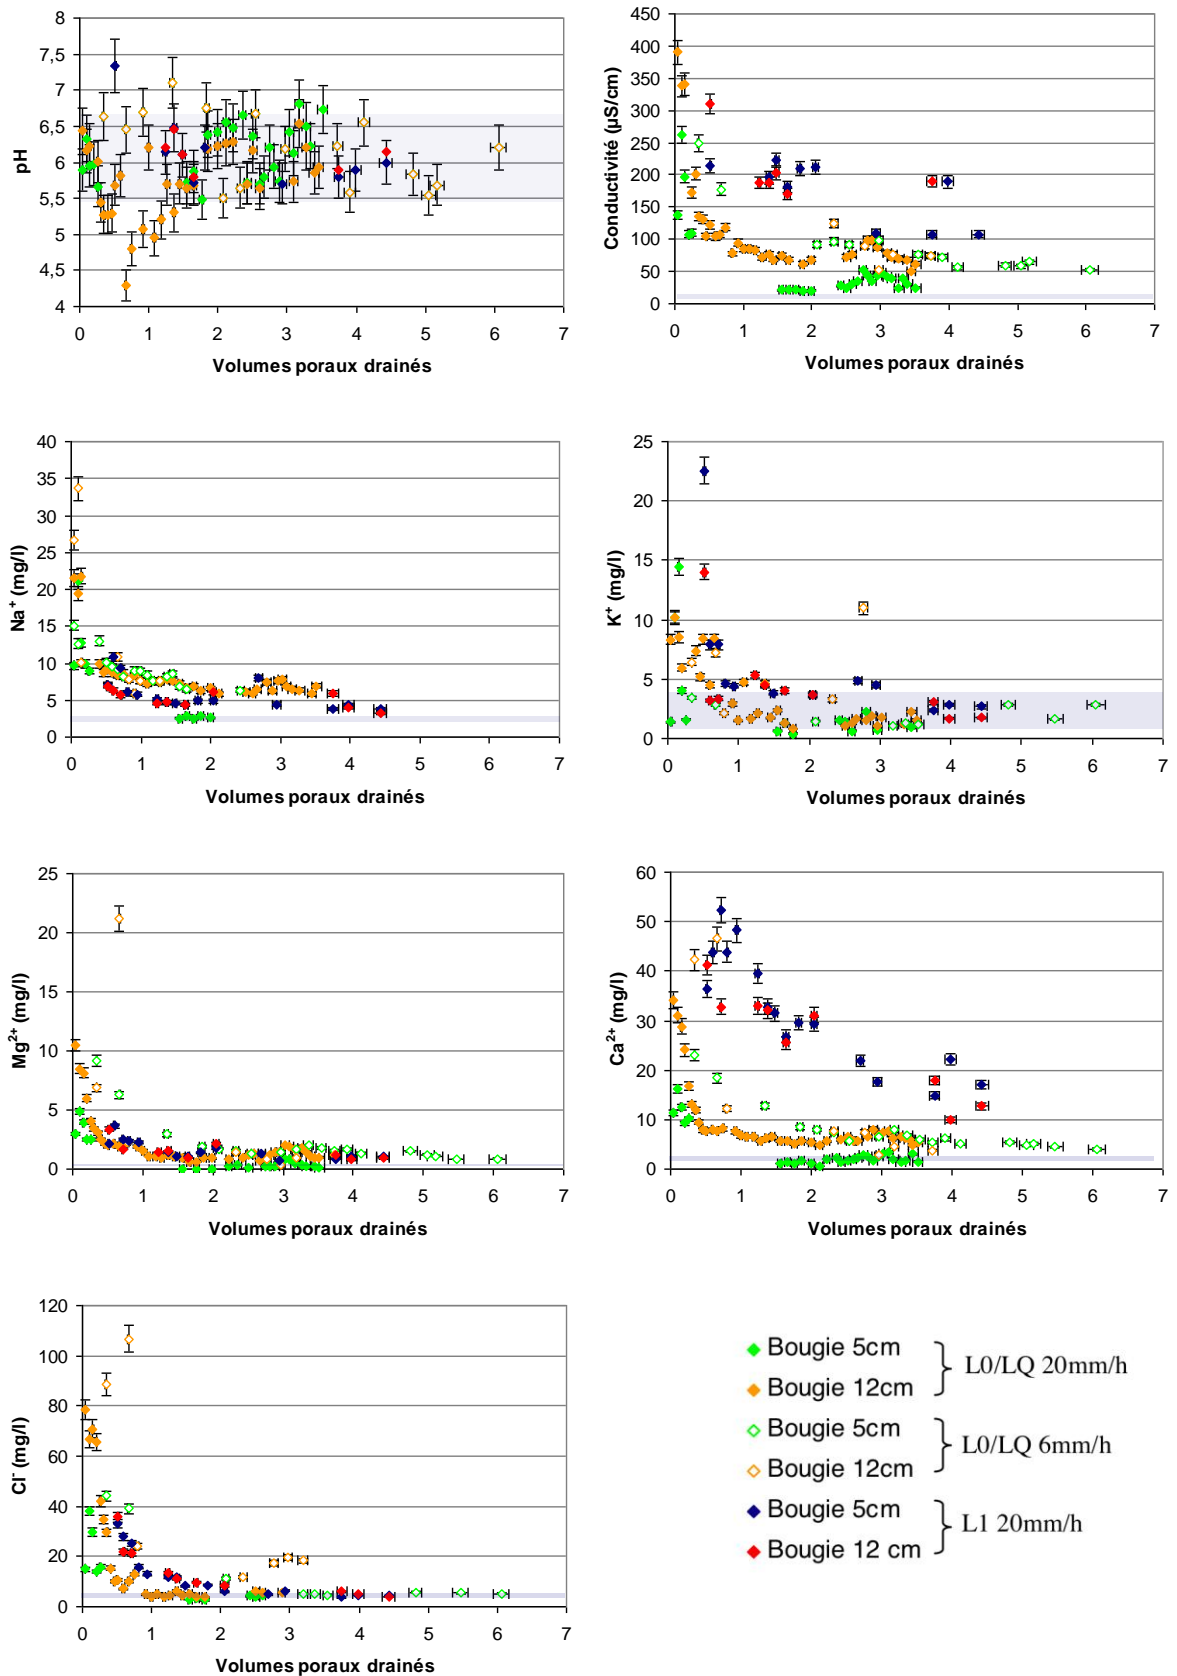 pH
8
7,5
7
6,5
6
5,5
5
4,5
4
0 1 2 3 4 5 6 7
Volumes poraux drainés
Conductivité (µS/cm)
450
400
350
300
250
200
150
100
50
0
0 1 2 3 4 5 6 7
Volumes poraux drainés
Na⁺ (mg/l)
40
35
30
25
20
15
10
5
0
0 1 2 3 4 5 6 7
Volumes poraux drainés
K⁺ (mg/l)
25
20
15
10
5
0
0 1 2 3 4 5 6 7
Volumes poraux drainés
Mg²⁺ (mg/l)
25
20
15
10
5
0
0 1 2 3 4 5 6 7
Volumes poraux drainés
Ca²⁺ (mg/l)
60
50
40
30
20
10
0
0 1 2 3 4 5 6 7
Volumes poraux drainés
Cl⁻ (mg/l)
120
100
80
60
40
20
0
0 1 2 3 4 5 6 7
Volumes poraux drainés
Bougie 5cm
Bougie 12cm
L0/LQ 20mm/h
Bougie 5cm
Bougie 12cm
L0/LQ 6mm/h
Bougie 5cm
Bougie 12 cm
L1 20mm/h